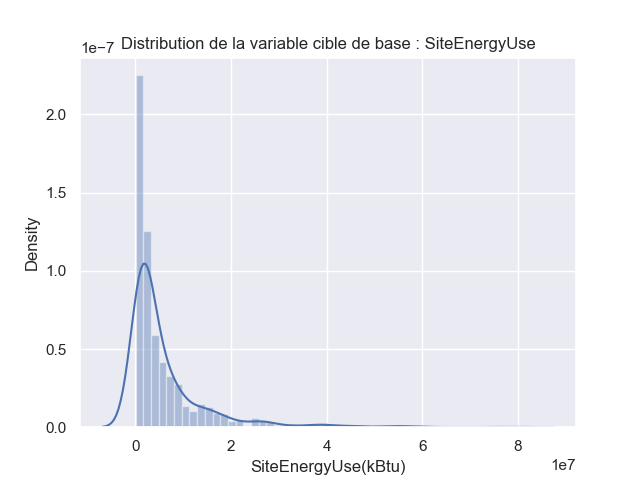 Distribution de la variable cible de base : SiteEnergyUse
1e−7
2.0
1.5
1.0
0.5
0.0
Density
0 2 4 6 8
1e7
SiteEnergyUse(kBtu)